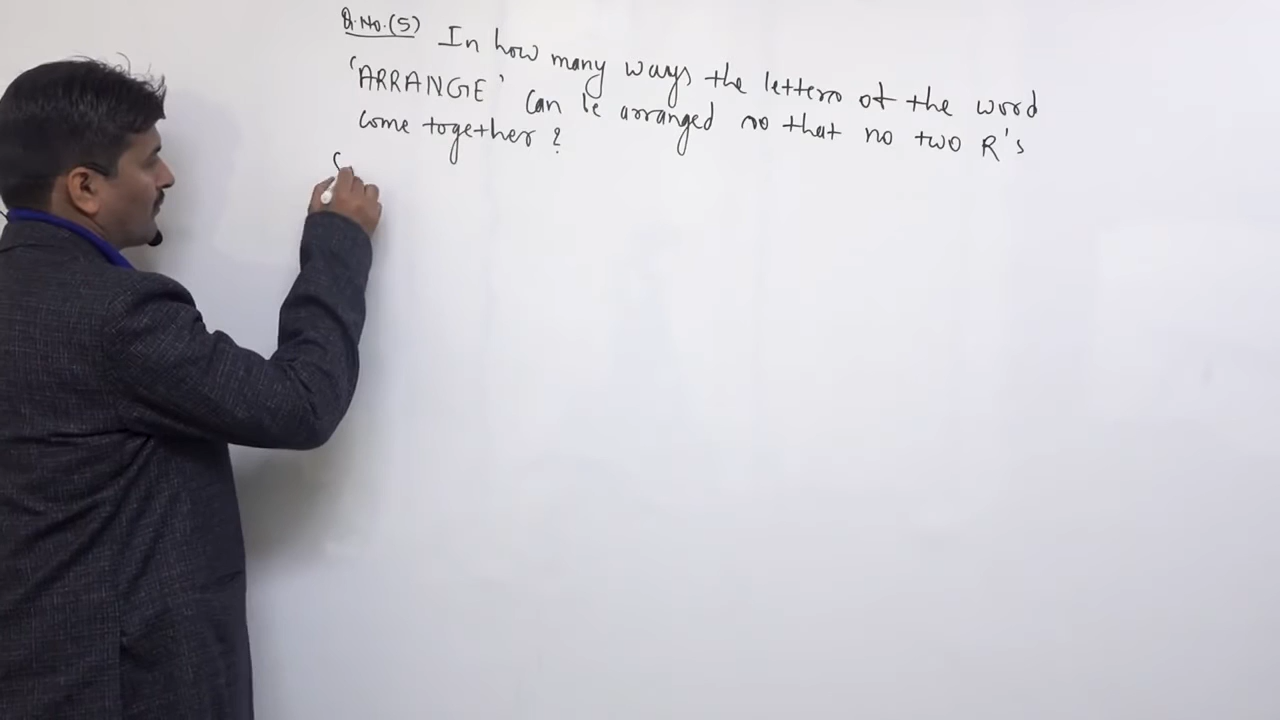 Q.No.(5) In how many ways the letters of the word
'ARRANGE' can be arranged so that no two R's
come together?